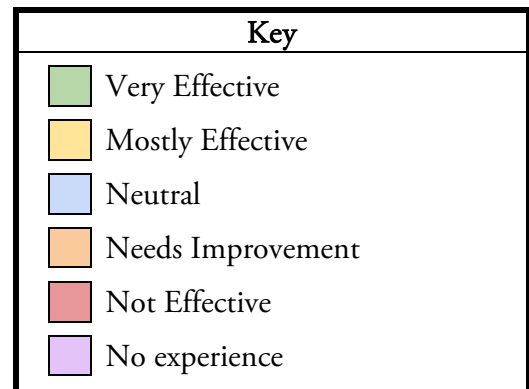 Key
Very Effective
Mostly Effective
Neutral
Needs Improvement
Not Effective
No experience